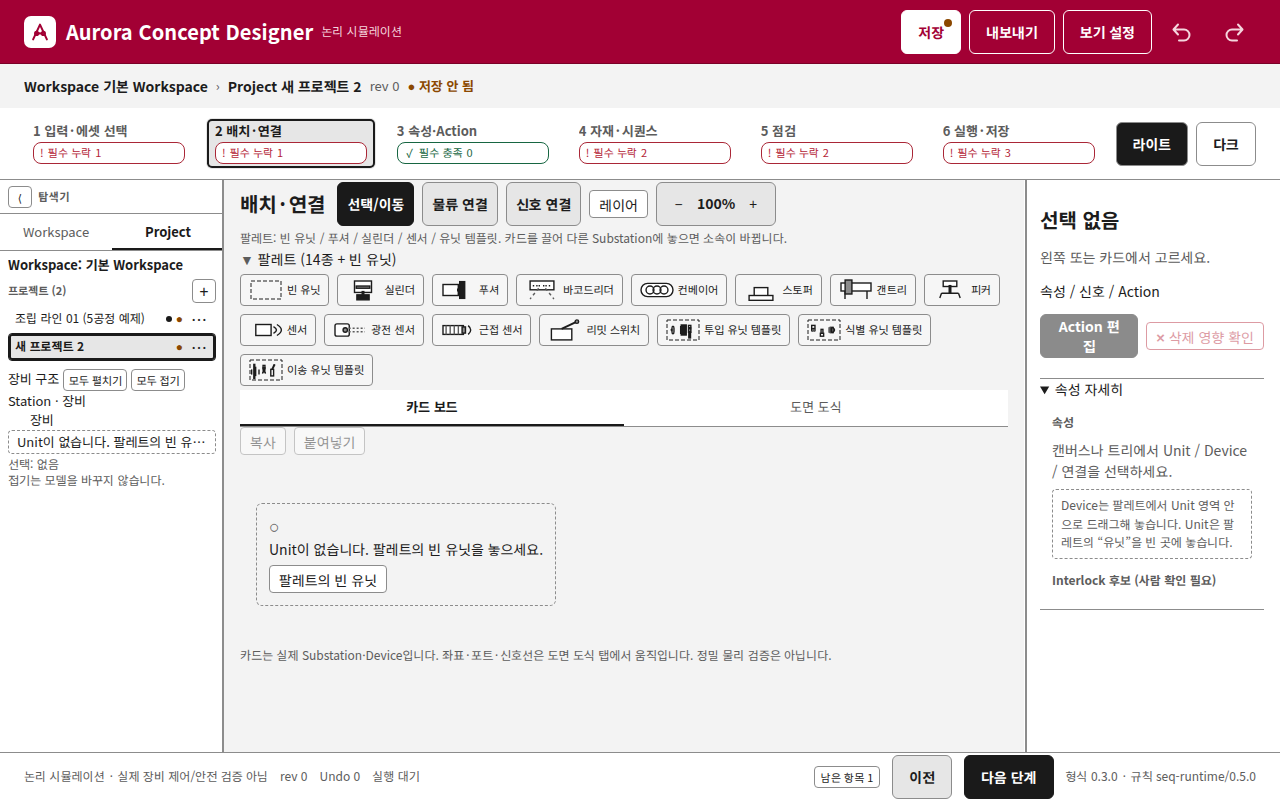 Aurora Concept Designer 논리 시뮬레이션
저장 내보내기 보기 설정
Workspace 기본 Workspace › Project 새 프로젝트 2 rev 0 ● 저장 안 됨
1 입력·에셋 선택
! 필수 누락 1
2 배치·연결
! 필수 누락 1
3 속성·Action
✓ 필수 충족 0
4 자재·시퀀스
! 필수 누락 2
5 점검
! 필수 누락 2
6 실행·저장
! 필수 누락 3
라이트 다크
⟨ 탐색기
Workspace Project
Workspace: 기본 Workspace
프로젝트 (2) +
조립 라인 01 (5공정 예제) ● ● ···
새 프로젝트 2 ● ···
장비 구조 모두 펼치기 모두 접기
Station · 장비
장비
Unit이 없습니다. 팔레트의 빈 유···
선택: 없음
접기는 모델을 바꾸지 않습니다.
배치·연결 선택/이동 물류 연결 신호 연결 레이어 − 100% +
팔레트: 빈 유닛 / 푸셔 / 실린더 / 센서 / 유닛 템플릿. 카드를 끌어 다른 Substation에 놓으면 소속이 바뀝니다.
▼ 팔레트 (14종 + 빈 유닛)
빈 유닛 실린더 푸셔 바코드리더 컨베이어 스토퍼 갠트리 피커
센서 광전 센서 근접 센서 리밋 스위치 투입 유닛 템플릿 식별 유닛 템플릿
이송 유닛 템플릿
카드 보드 도면 도식
복사 붙여넣기
○
Unit이 없습니다. 팔레트의 빈 유닛을 놓으세요.
팔레트의 빈 유닛
카드는 실제 Substation·Device입니다. 좌표·포트·신호선은 도면 도식 탭에서 움직입니다. 정밀 물리 검증은 아닙니다.
선택 없음
왼쪽 또는 카드에서 고르세요.
속성 / 신호 / Action
Action 편
집
× 삭제 영향 확인
▼ 속성 자세히
속성
캔버스나 트리에서 Unit / Device
/ 연결을 선택하세요.
Device는 팔레트에서 Unit 영역 안
으로 드래그해 놓습니다. Unit은 팔
레트의 “유닛”을 빈 곳에 놓습니다.
Interlock 후보 (사람 확인 필요)
논리 시뮬레이션 · 실제 장비 제어/안전 검증 아님 rev 0 Undo 0 실행 대기
남은 항목 1 이전 다음 단계 형식 0.3.0 · 규칙 seq-runtime/0.5.0